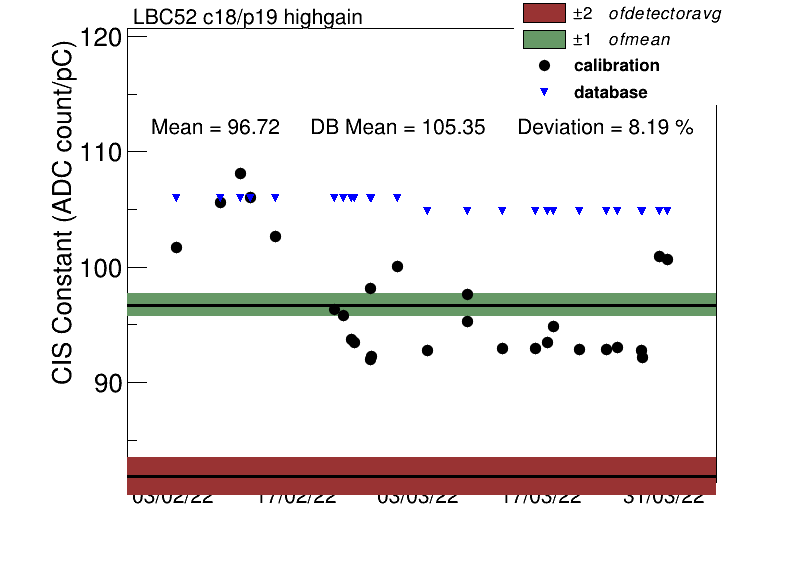 LBC52 c18/p19 highgain
±2 ofdetectoravg
±1 ofmean
calibration
database
Mean = 96.72 DB Mean = 105.35 Deviation = 8.19 %
CIS Constant (ADC count/pC)
120
110
100
90
03/02/22 17/02/22 03/03/22 17/03/22 31/03/22